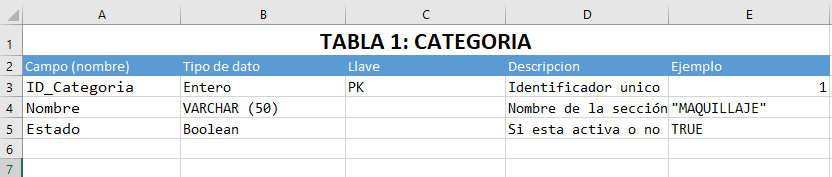 A B C D E
1 TABLA 1: CATEGORIA
2 Campo (nombre) Tipo de dato Llave Descripcion Ejemplo
3 ID_Categoria Entero PK Identificador unico 1
4 Nombre VARCHAR (50) Nombre de la sección "MAQUILLAJE"
5 Estado Boolean Si esta activa o no TRUE
6
7